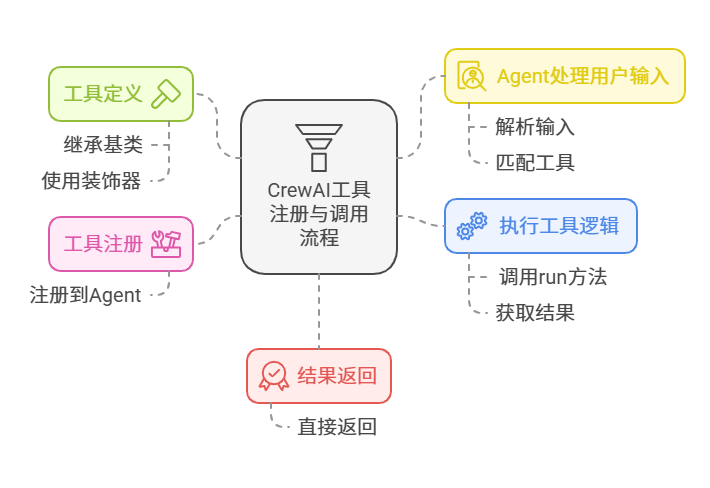 工具定义
继承基类
使用装饰器
工具注册
注册到Agent
CrewAI工具
注册与调用
流程
Agent处理用户输入
解析输入
匹配工具
执行工具逻辑
调用run方法
获取结果
结果返回
直接返回